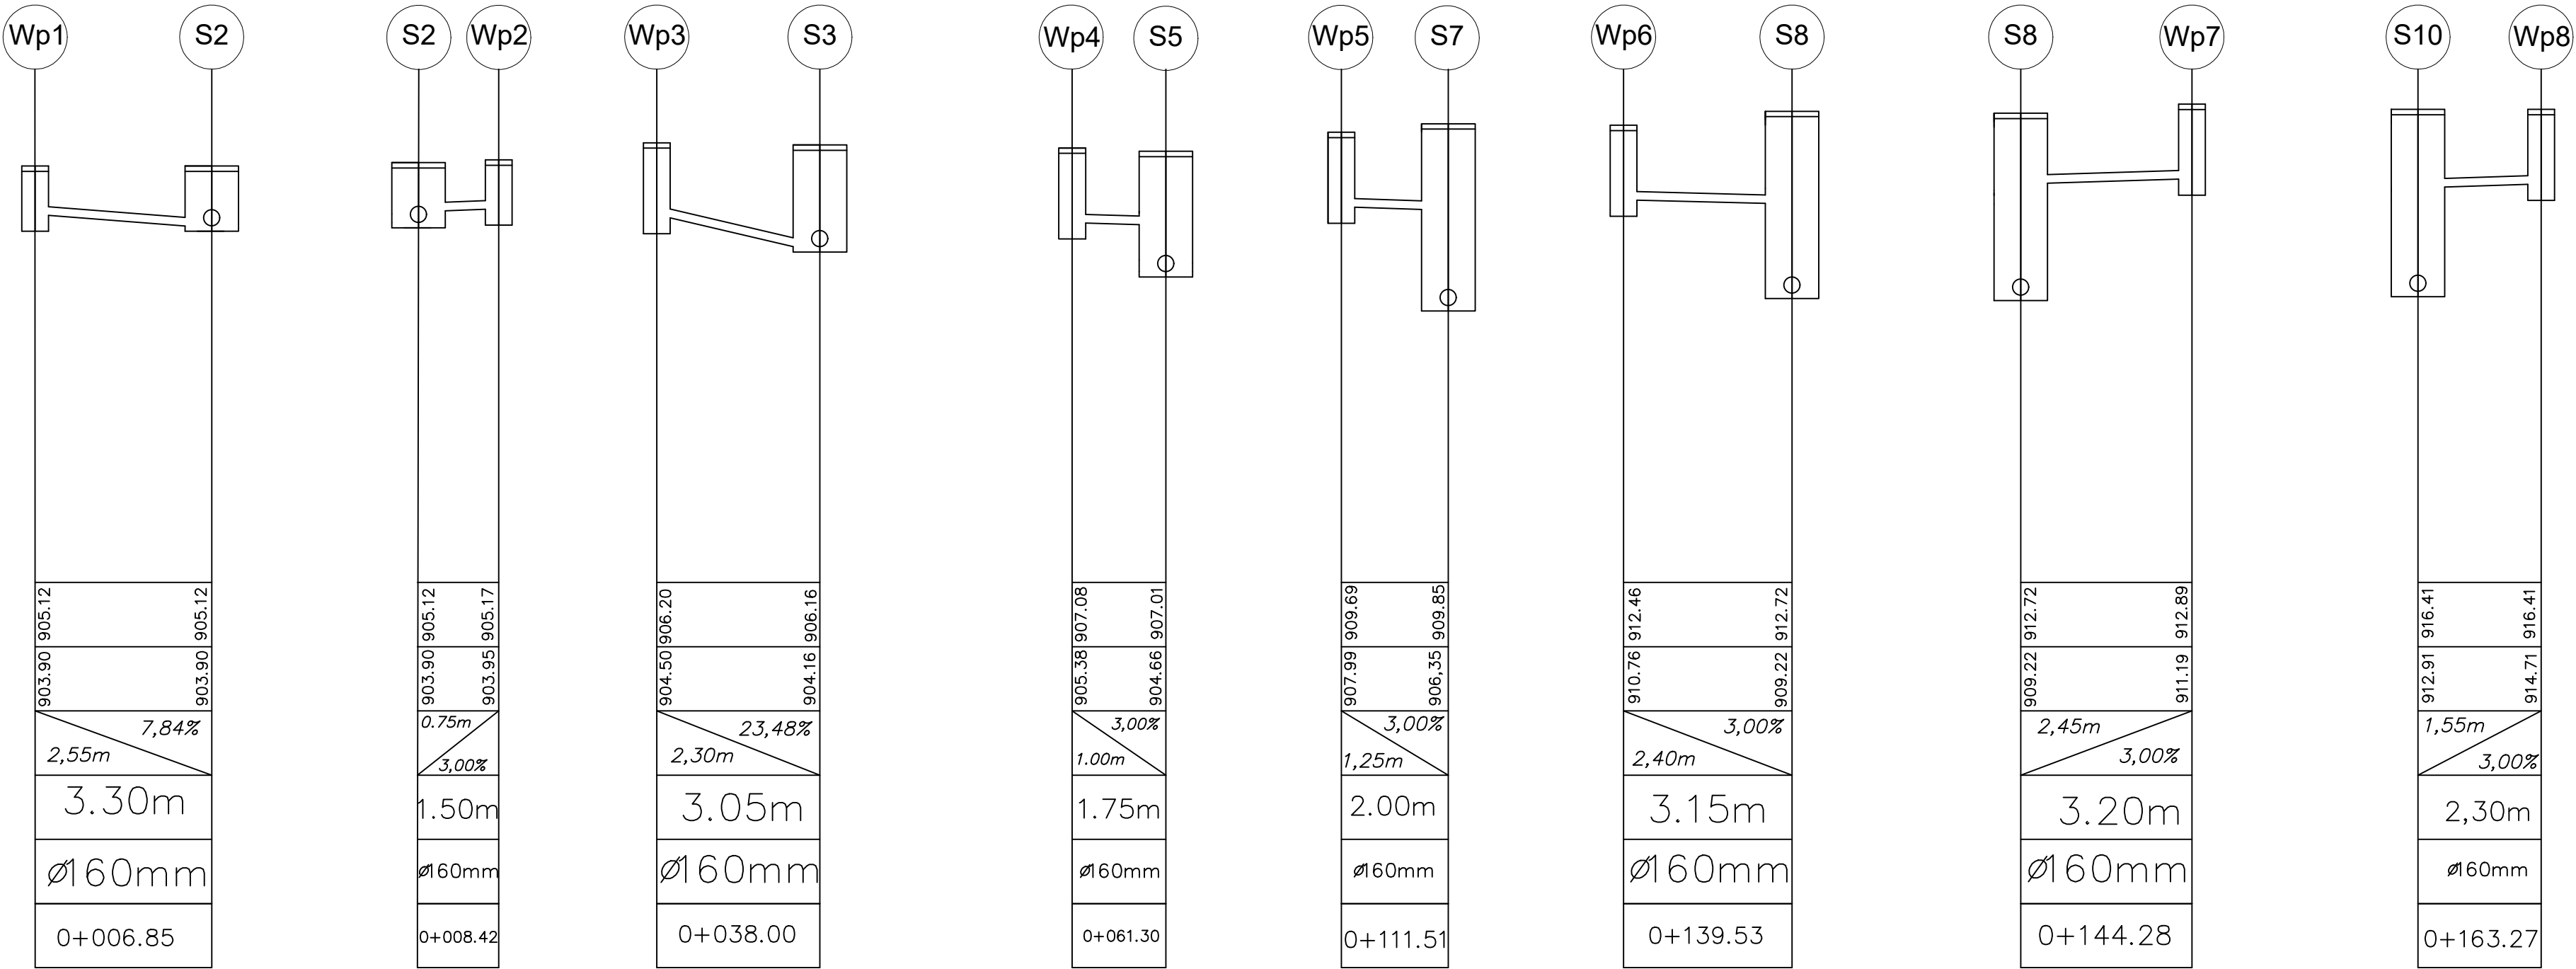 Wp1 S2 S2 Wp2 Wp3 S3 Wp4 S5 Wp5 S7 Wp6 S8 S8 Wp7 S10 Wp8
905.12 905.12 905.12 905.17 906.20 906.16 907.08 907.01 909.69 909.85 912.46 912.72 912.72 912.89 916.41 916.41
903.90 903.90 903.90 903.95 904.50 904.16 905.38 904.66 907.99 906,35 910.76 909.22 909.22 911.19 912.91 914.71
7,84% 0.75m 23,48% 3,00% 3,00% 3,00% 2,45m 1,55m
2,55m 3,00% 2,30m 1.00m 1,25m 2,40m 3,00% 3,00%
3.30m 1.50m 3.05m 1.75m 2.00m 3.15m 3.20m 2,30m
ø160mm ø160mm ø160mm ø160mm ø160mm ø160mm ø160mm ø160mm
0+006.85 0+008.42 0+038.00 0+061.30 0+111.51 0+139.53 0+144.28 0+163.27